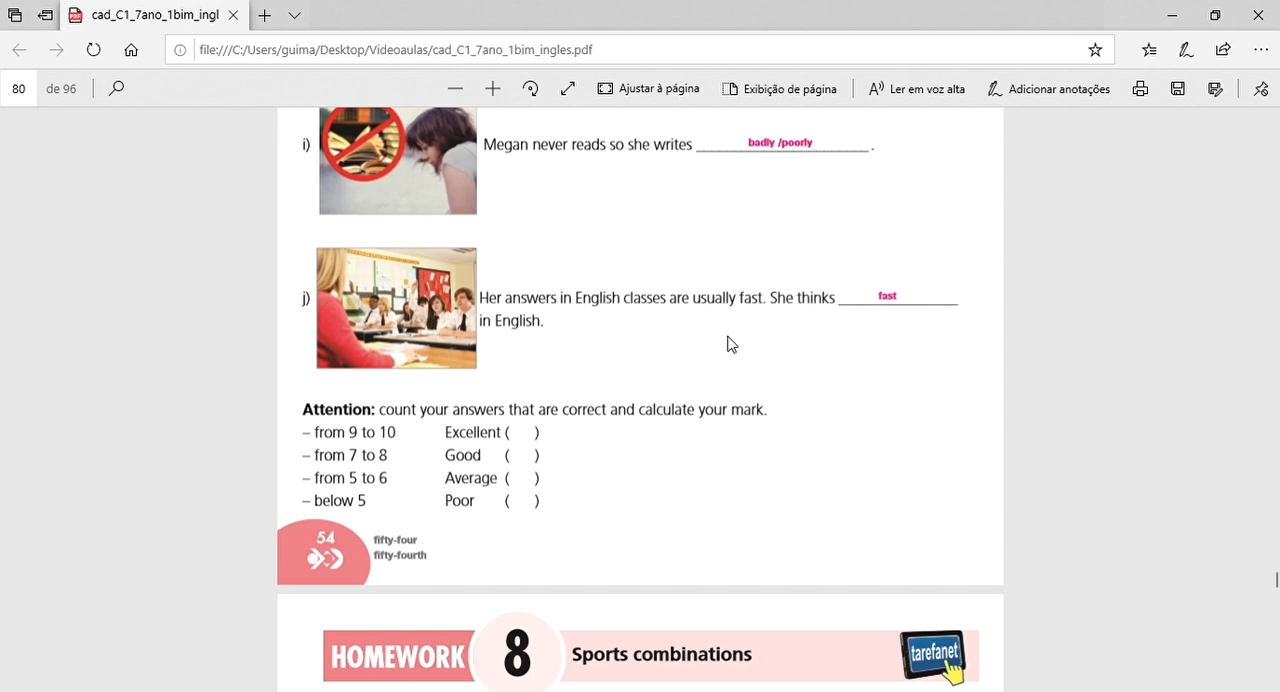 cad_C1_7ano_1bim_ingl
file:///C:/Users/guima/Desktop/Videoaulas/cad_C1_7ano_1bim_ingles.pdf
80 de 96 Ajustar à página Exibição de página Ler em voz alta Adicionar anotações
i) Megan never reads so she writes badly /poorly.
j) Her answers in English classes are usually fast. She thinks fast
in English.
Attention: count your answers that are correct and calculate your mark.
– from 9 to 10 Excellent ( )
– from 7 to 8 Good ( )
– from 5 to 6 Average ( )
– below 5 Poor ( )
54 fifty-four
fifty-fourth
HOMEWORK 8 Sports combinations tarefanet